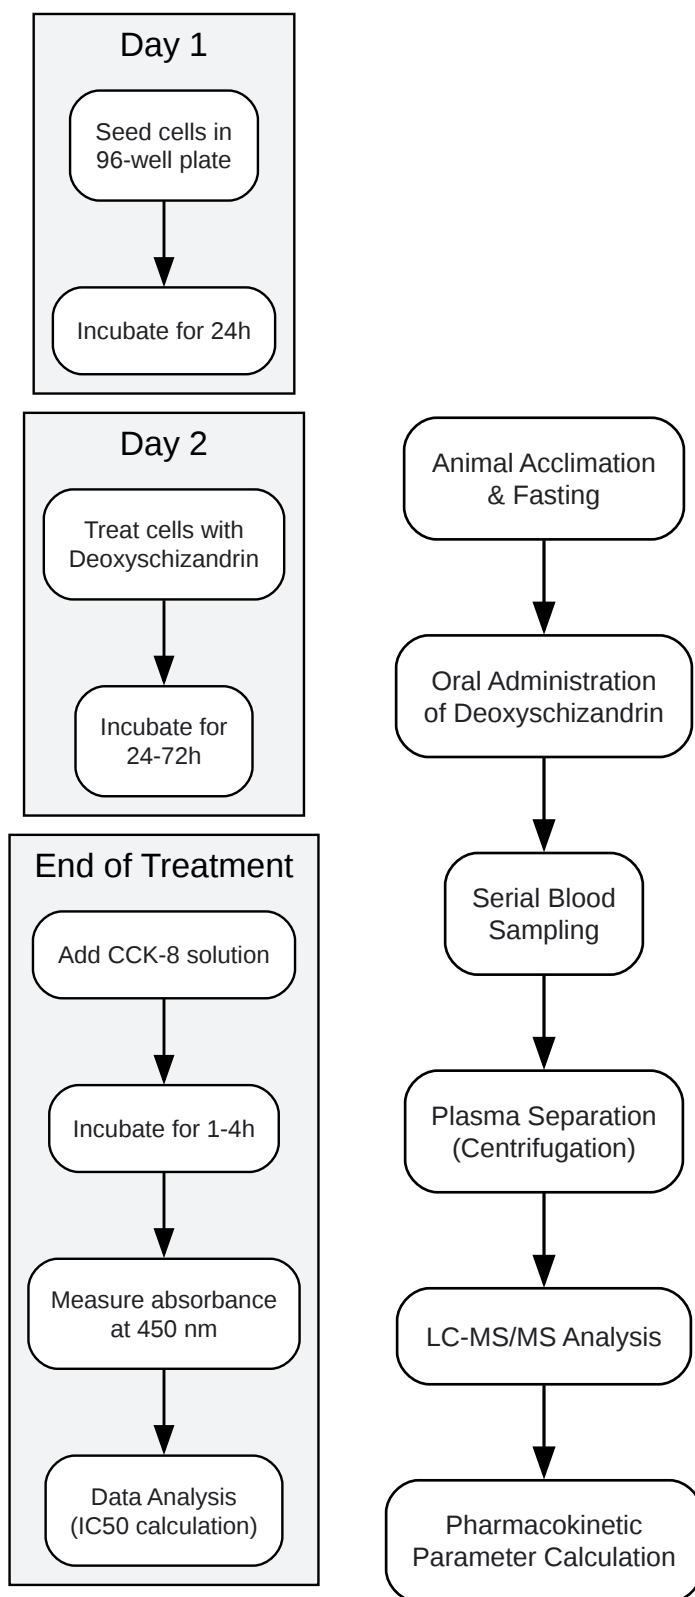 Day 1
Seed cells in
96-well plate
Incubate for 24h
Day 2
Treat cells with
Deoxyschizandrin
Incubate for
24-72h
End of Treatment
Add CCK-8 solution
Incubate for 1-4h
Measure absorbance
at 450 nm
Data Analysis
(IC50 calculation)
Animal Acclimation
& Fasting
Oral Administration
of Deoxyschizandrin
Serial Blood
Sampling
Plasma Separation
(Centrifugation)
LC-MS/MS Analysis
Pharmacokinetic
Parameter Calculation